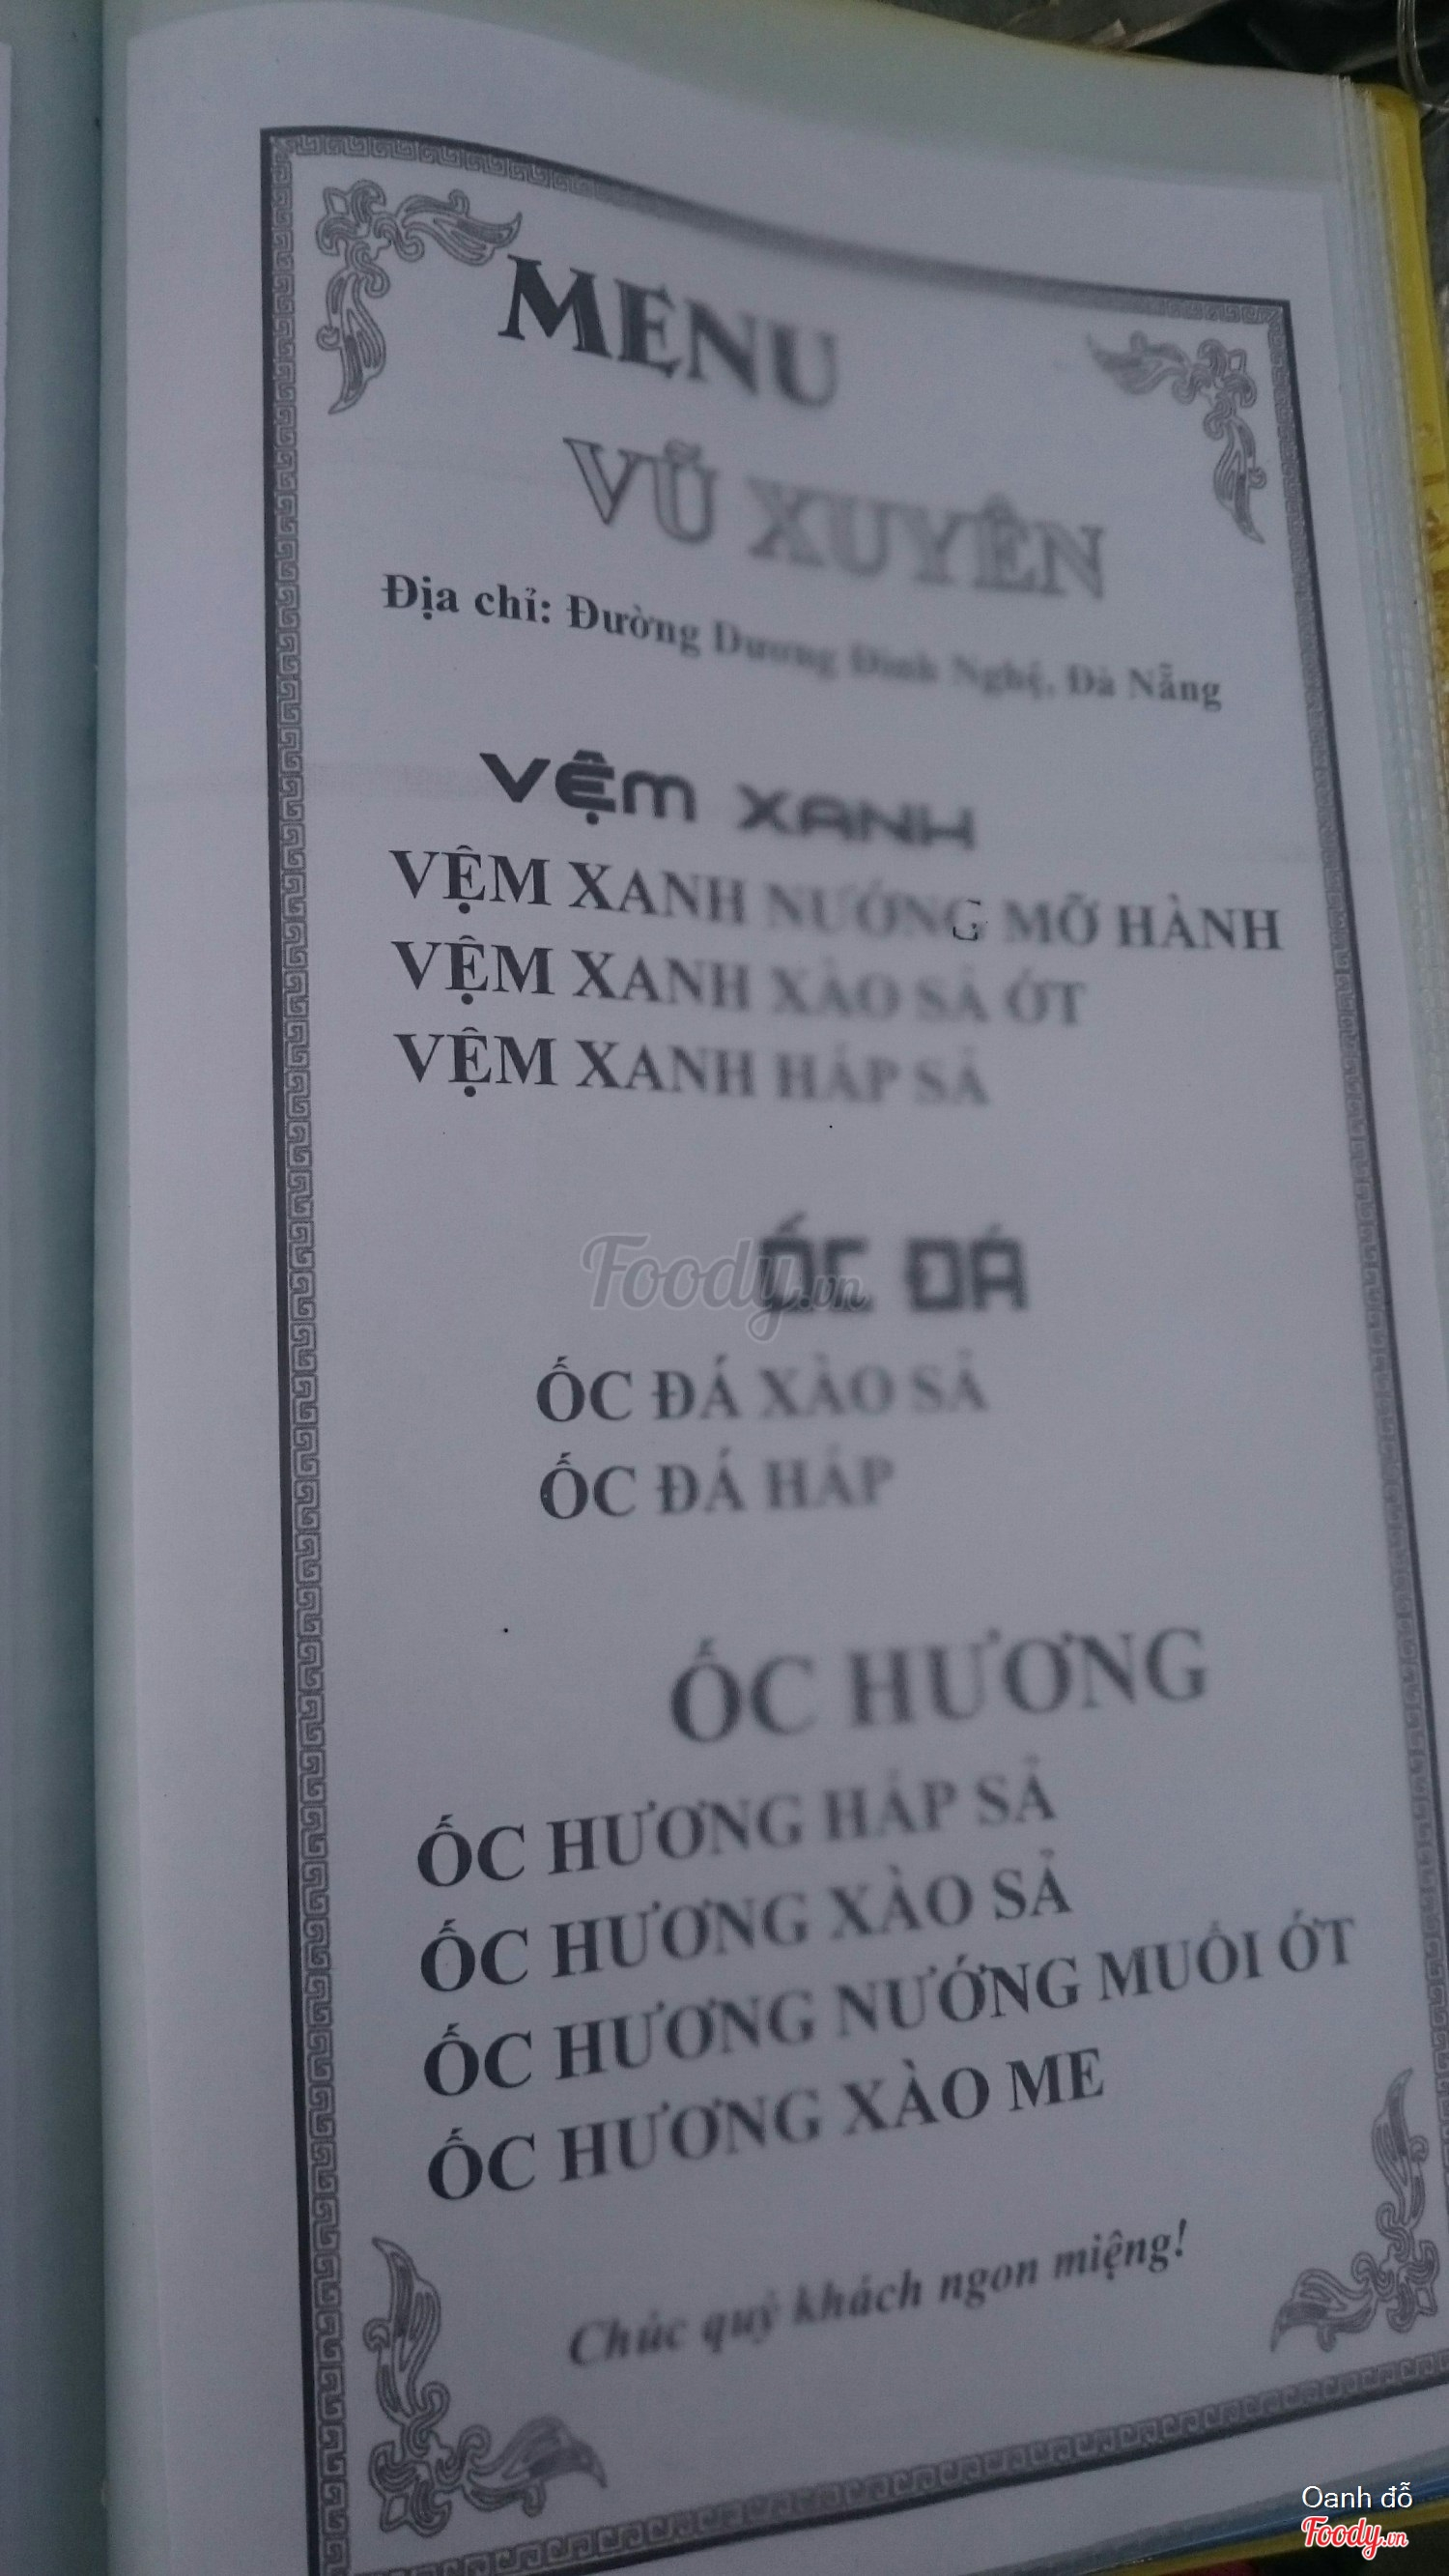 MENU
VŨ XUYÊN
Địa chỉ: Đường Dương Đình Nghệ, Đà Nẵng
VỆM XANH
VỆM XANH NƯỚNG MỠ HÀNH
VỆM XANH XÀO SẢ ỚT
VỆM XANH HẤP SẢ
Foody.vn
ỐC ĐÁ
ỐC ĐÁ XÀO SẢ
ỐC ĐÁ HẤP
ỐC HƯƠNG
ỐC HƯƠNG HẤP SẢ
ỐC HƯƠNG XÀO SẢ
ỐC HƯƠNG NƯỚNG MUỐI ỚT
ỐC HƯƠNG XÀO ME
Chúc quý khách ngon miệng!
Oanh đỗ
Foody.vn